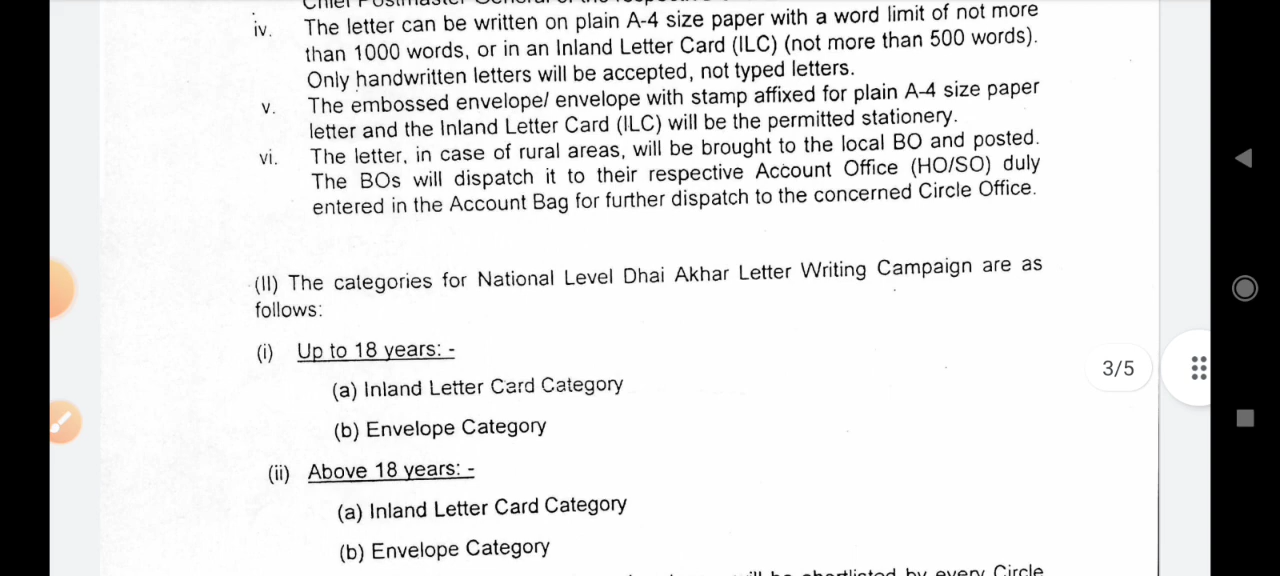 iv. The letter can be written on plain A-4 size paper with a word limit of not more
than 1000 words, or in an Inland Letter Card (ILC) (not more than 500 words).
Only handwritten letters will be accepted, not typed letters.
v. The embossed envelope/ envelope with stamp affixed for plain A-4 size paper
letter and the Inland Letter Card (ILC) will be the permitted stationery.
vi. The letter, in case of rural areas, will be brought to the local BO and posted.
The BOs will dispatch it to their respective Account Office (HO/SO) duly
entered in the Account Bag for further dispatch to the concerned Circle Office.
(II) The categories for National Level Dhai Akhar Letter Writing Campaign are as
follows:
(i) Up to 18 years: -
3/5
(a) Inland Letter Card Category
(b) Envelope Category
(ii) Above 18 years: -
(a) Inland Letter Card Category
(b) Envelope Category
will be shortlisted by every Circle